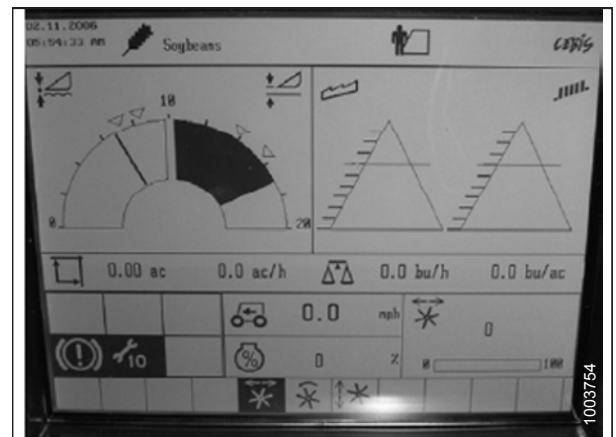 02.11.2006
05:54:33 AM
Soybeans
CEBIS
10
0
20
0.00 ac
0.0 ac/h
0.0 bu/h
0.0 bu/ac
0.0 mph
0
10
%
0 %
0
100
1003754